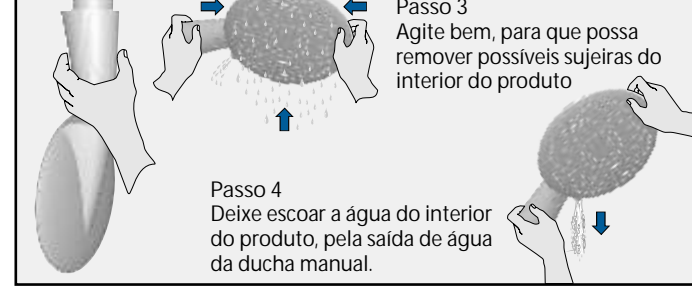 Passo 3
Agite bem, para que possa
remover possíveis sujeiras do
interior do produto
Passo 4
Deixe escoar a água do interior
do produto, pela saída de água
da ducha manual.